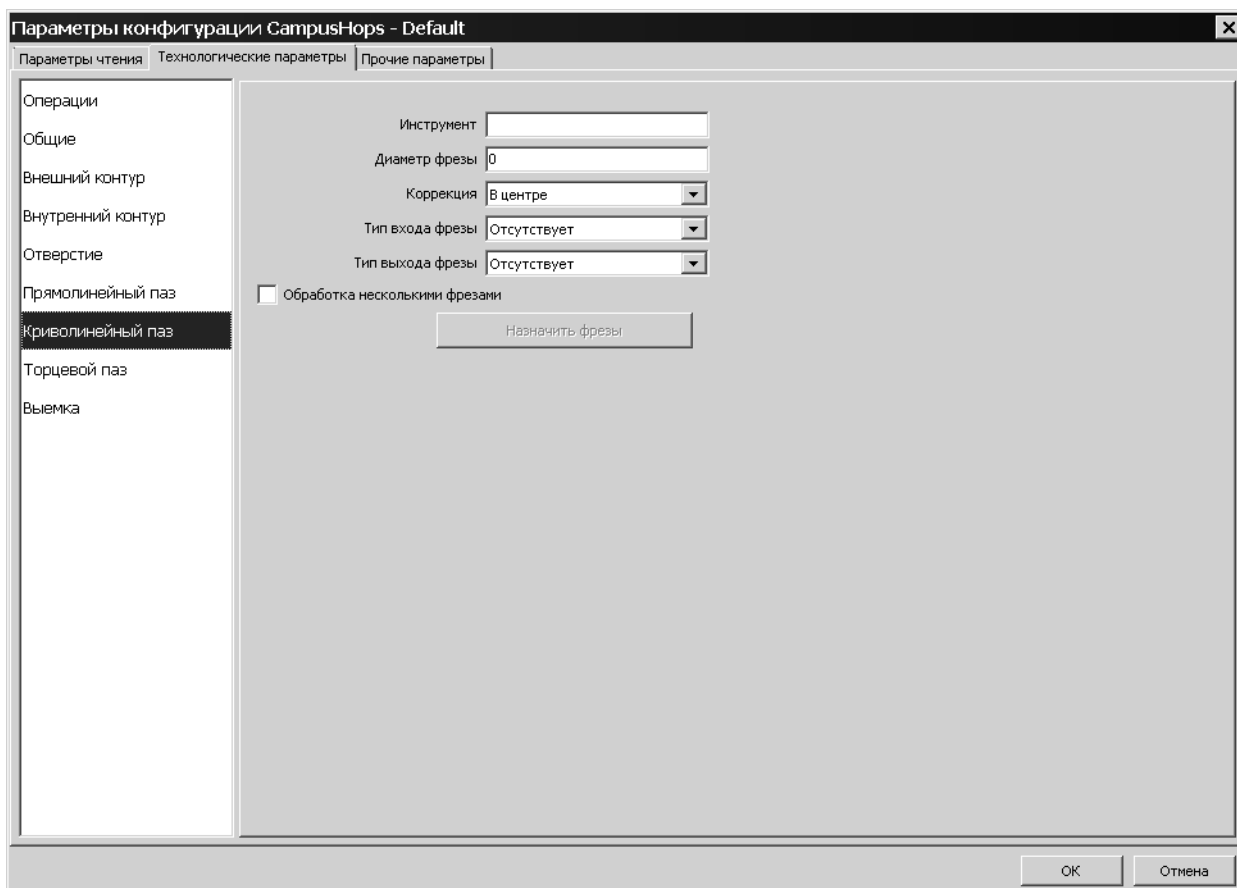 Параметры конфигурации CampusHops - Default
Параметры чтения Технологические параметры Прочие параметры
Операции
Общие
Внешний контур
Внутренний контур
Отверстие
Прямолинейный паз
Криволинейный паз
Торцевой паз
Выемка
Инструмент
Диаметр фрезы 0
Коррекция В центре
Тип входа фрезы Отсутствует
Тип выхода фрезы Отсутствует
Обработка несколькими фрезами
Назначить фрезы
OK Отмена